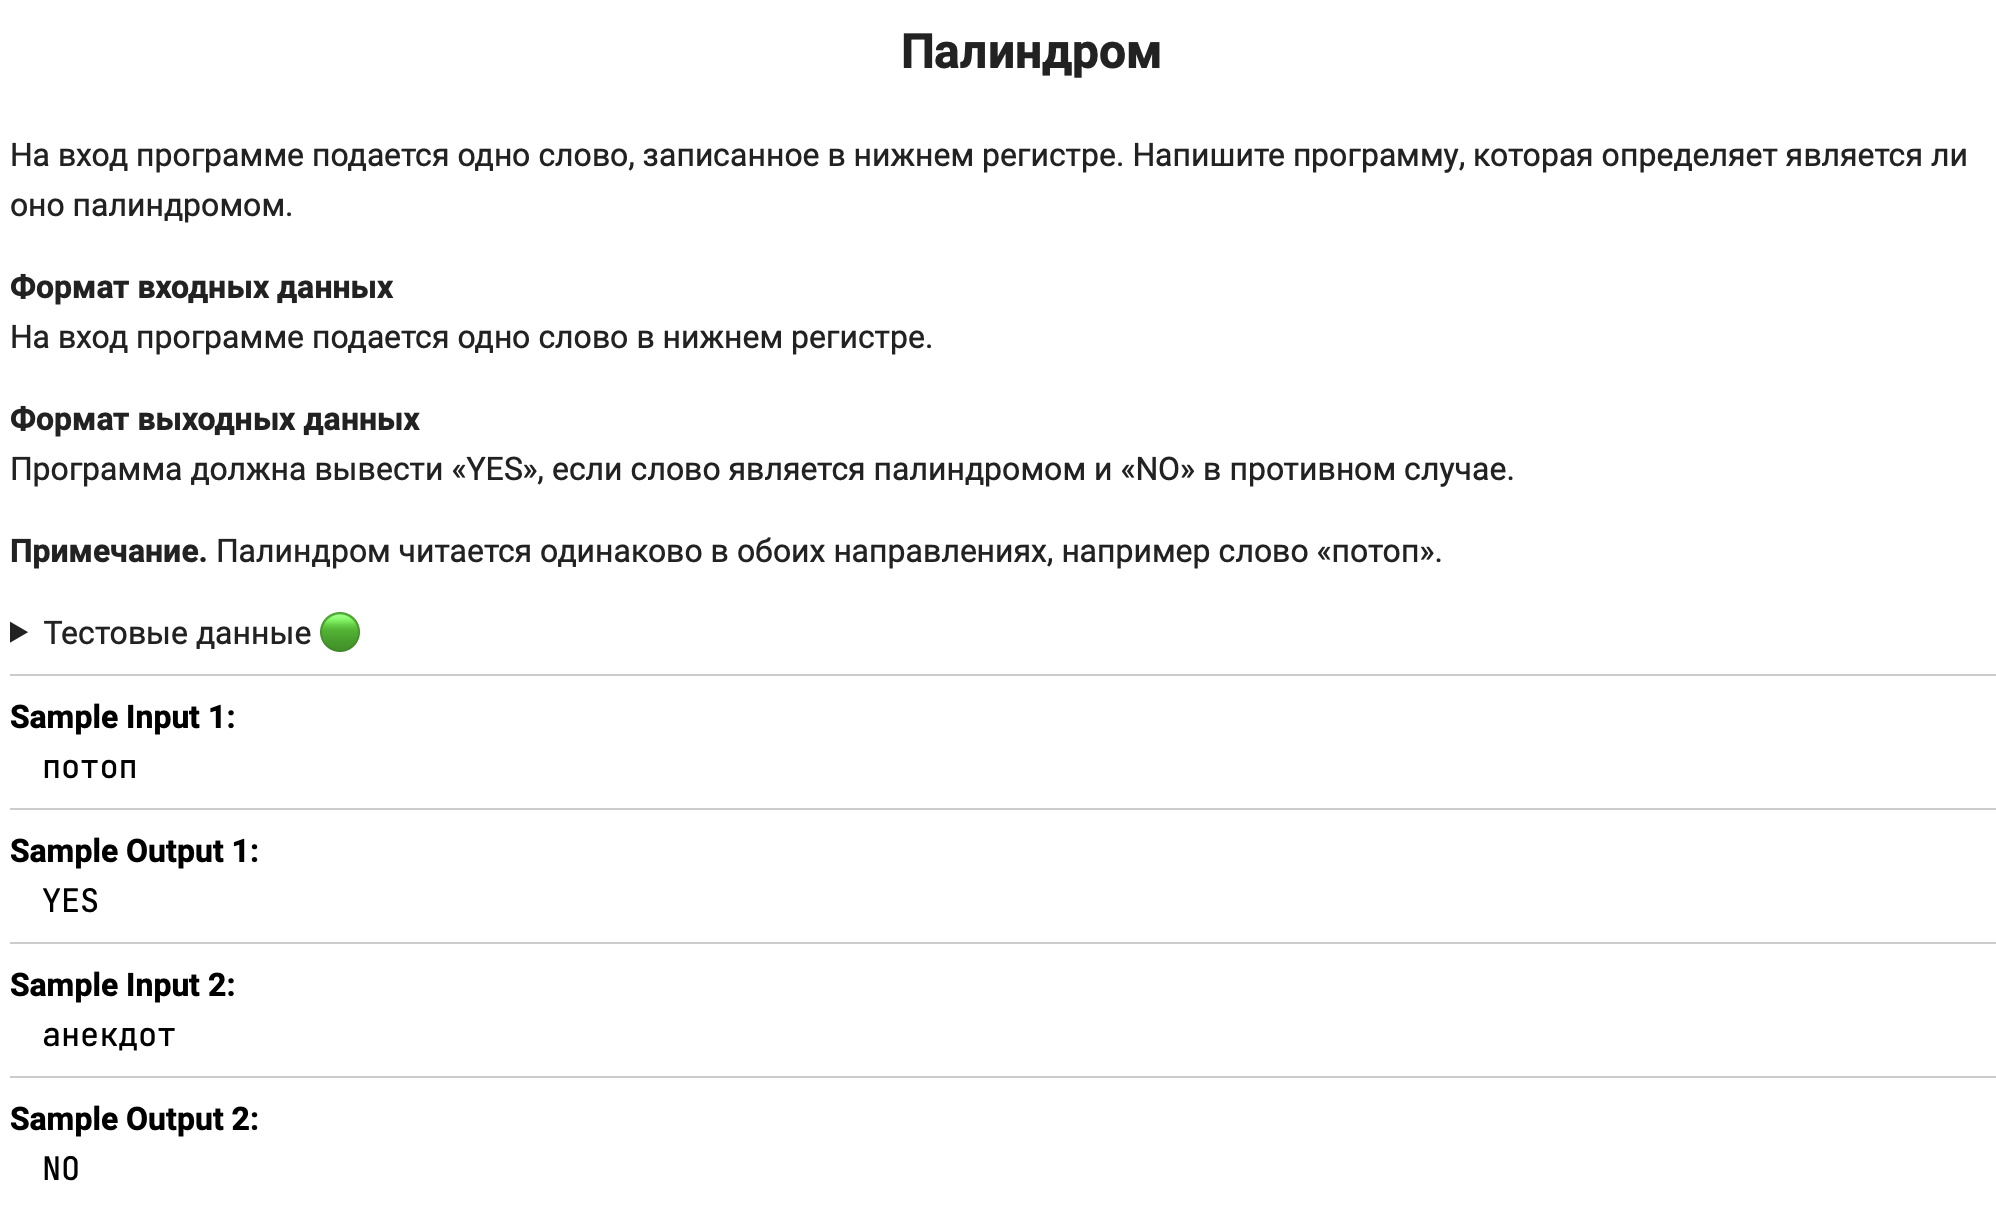 Палиндром
На вход программе подается одно слово, записанное в нижнем регистре. Напишите программу, которая определяет является ли
оно палиндромом.
Формат входных данных
На вход программе подается одно слово в нижнем регистре.
Формат выходных данных
Программа должна вывести «YES», если слово является палиндромом и «NO» в противном случае.
Примечание. Палиндром читается одинаково в обоих направлениях, например слово «потоп».
Тестовые данные
Sample Input 1:
потоп
Sample Output 1:
YES
Sample Input 2:
анекдот
Sample Output 2:
NO